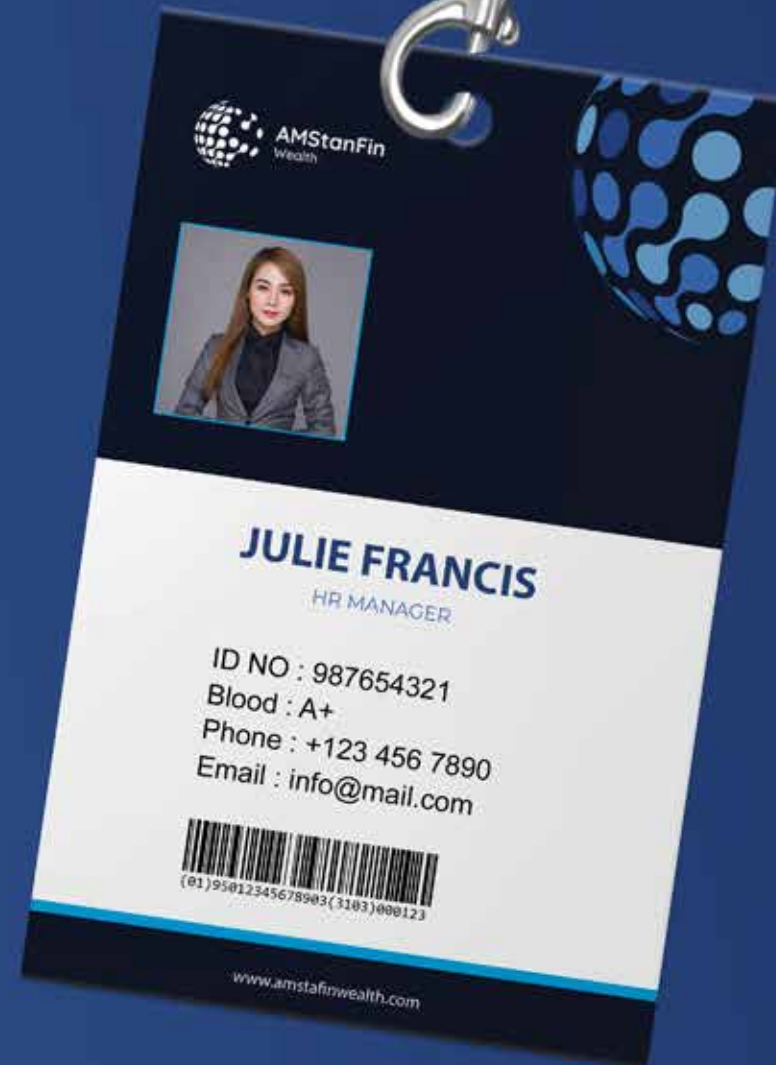 AMStanFin
Wealth
JULIE FRANCIS
HR MANAGER
ID NO : 987654321
Blood : A+
Phone : +123 456 7890
Email : info@mail.com
(01)95012345678903(3103)000123
www.amstafinwealth.com